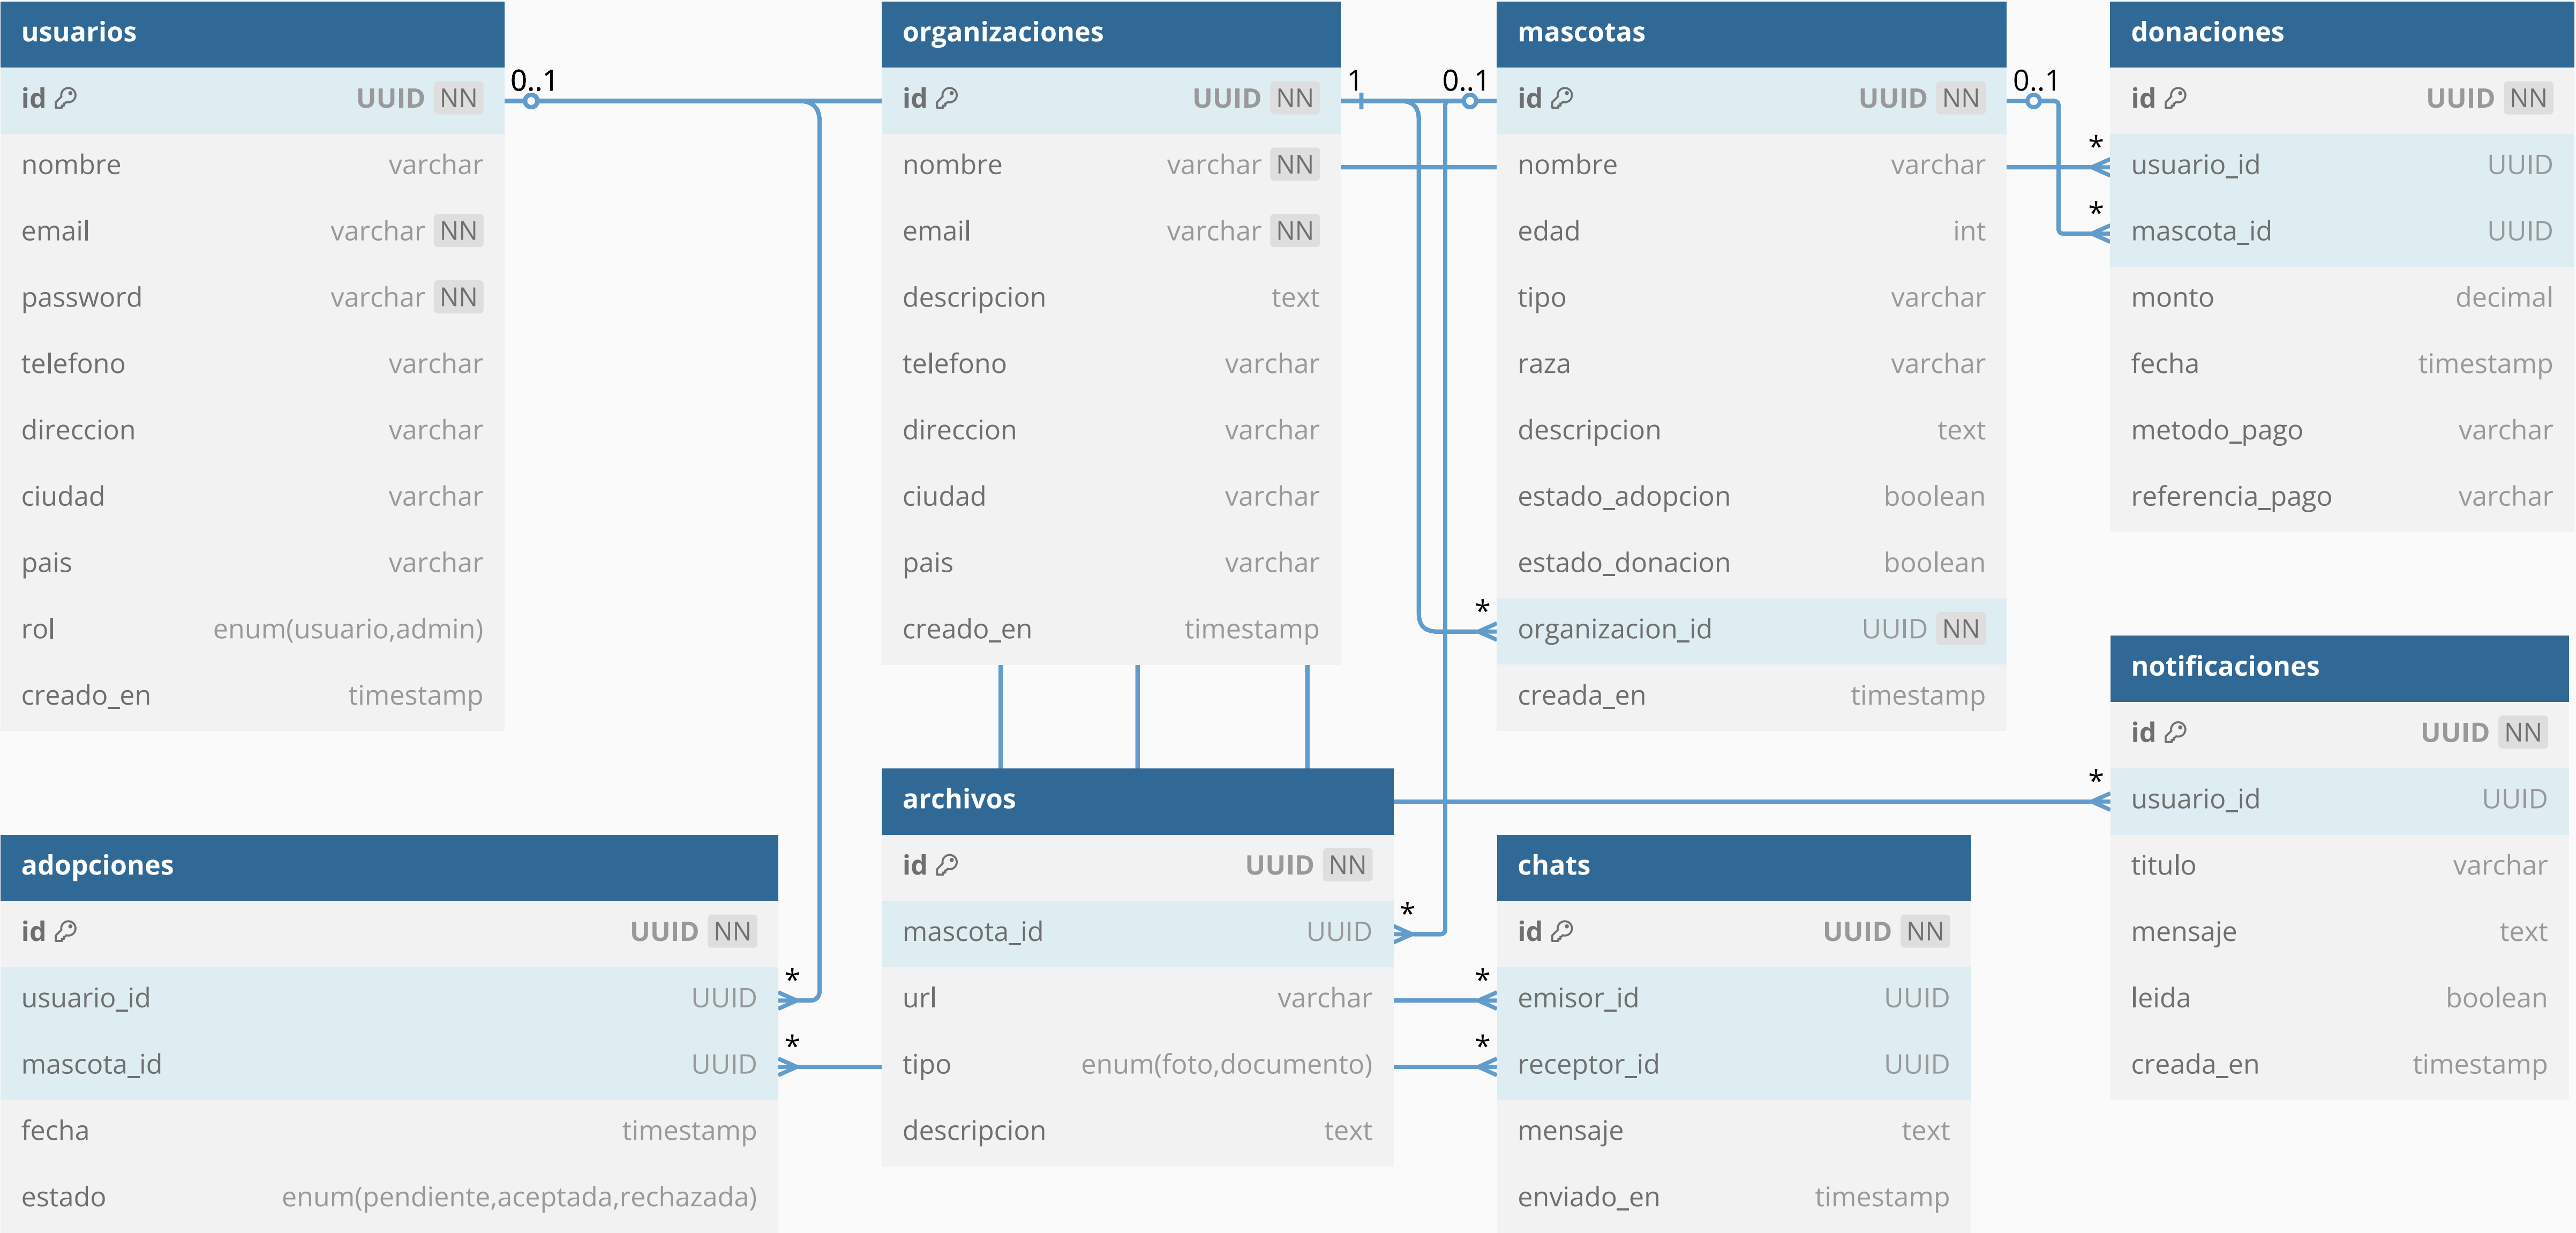 usuarios
id UUID NN
nombre varchar
email varchar NN
password varchar NN
telefono varchar
direccion varchar
ciudad varchar
pais varchar
rol enum(usuario,admin)
creado_en timestamp
0..1
organizaciones
id UUID NN
nombre varchar NN
email varchar NN
descripcion text
telefono varchar
direccion varchar
ciudad varchar
pais varchar
creado_en timestamp
1
0..1
*
mascotas
id UUID NN
nombre varchar
edad int
tipo varchar
raza varchar
descripcion text
estado_adopcion boolean
estado_donacion boolean
organizacion_id UUID NN
creada_en timestamp
0..1
*
*
donaciones
id UUID NN
usuario_id UUID
mascota_id UUID
monto decimal
fecha timestamp
metodo_pago varchar
referencia_pago varchar
adopciones
id UUID NN
usuario_id UUID
mascota_id UUID
fecha timestamp
estado enum(pendiente,aceptada,rechazada)
*
*
archivos
id UUID NN
mascota_id UUID
url varchar
tipo enum(foto,documento)
descripcion text
*
*
*
chats
id UUID NN
emisor_id UUID
receptor_id UUID
mensaje text
enviado_en timestamp
*
notificaciones
id UUID NN
usuario_id UUID
titulo varchar
mensaje text
leida boolean
creada_en timestamp